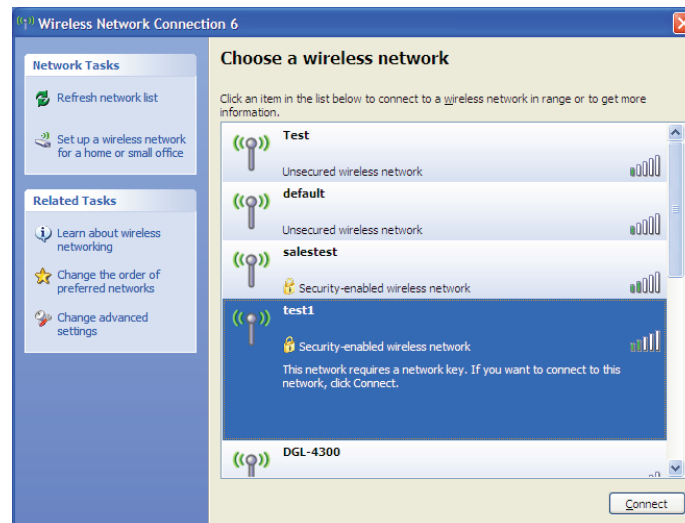 Wireless Network Connection 6
Network Tasks
Refresh network list
Set up a wireless network
for a home or small office
Related Tasks
Learn about wireless
networking
Change the order of
preferred networks
Change advanced
settings
Choose a wireless network
Click an item in the list below to connect to a wireless network in range or to get more
information.
Test
Unsecured wireless network
default
Unsecured wireless network
salestest
Security-enabled wireless network
test1
Security-enabled wireless network
This network requires a network key. If you want to connect to this
network, click Connect.
DGL-4300
Connect